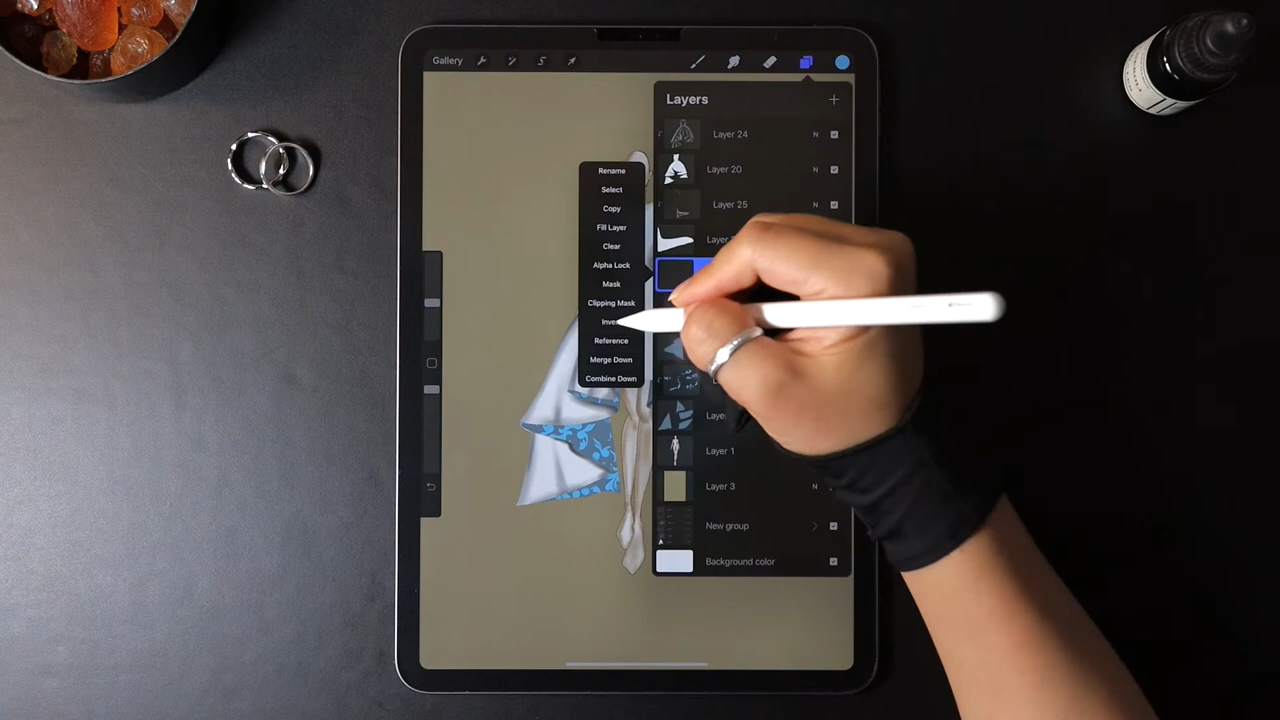 Gallery
Layers
Layer 24 N
Layer 20 N
Layer 25 N
Rename
Select
Copy
Fill Layer
Clear
Alpha Lock
Mask
Clipping Mask
Reference
Merge Down
Combine Down
Layer 1
Layer 3 N
New group
Background color